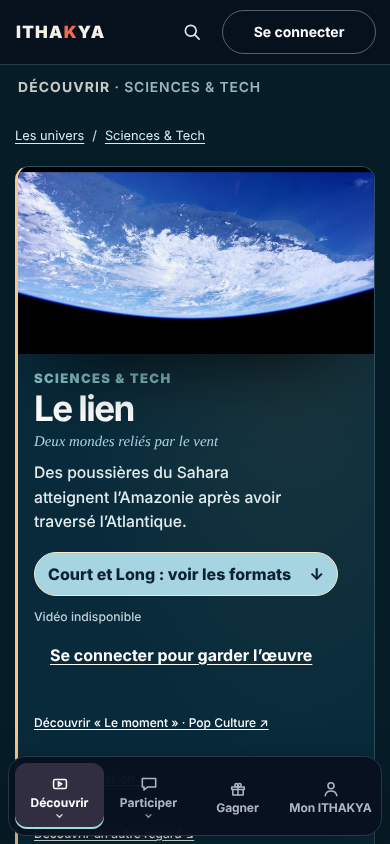 ITHAKYA
Se connecter
DÉCOUVRIR · SCIENCES & TECH
Les univers / Sciences & Tech
SCIENCES & TECH
Le lien
Deux mondes reliés par le vent
Des poussières du Sahara
atteignent l’Amazonie après avoir
traversé l’Atlantique.
Court et Long : voir les formats ↓
Vidéo indisponible
Se connecter pour garder l’œuvre
Découvrir « Le moment » · Pop Culture ↗
Découvrir
Participer
Gagner
Mon ITHAKYA
Découvrir un autre regard ↘